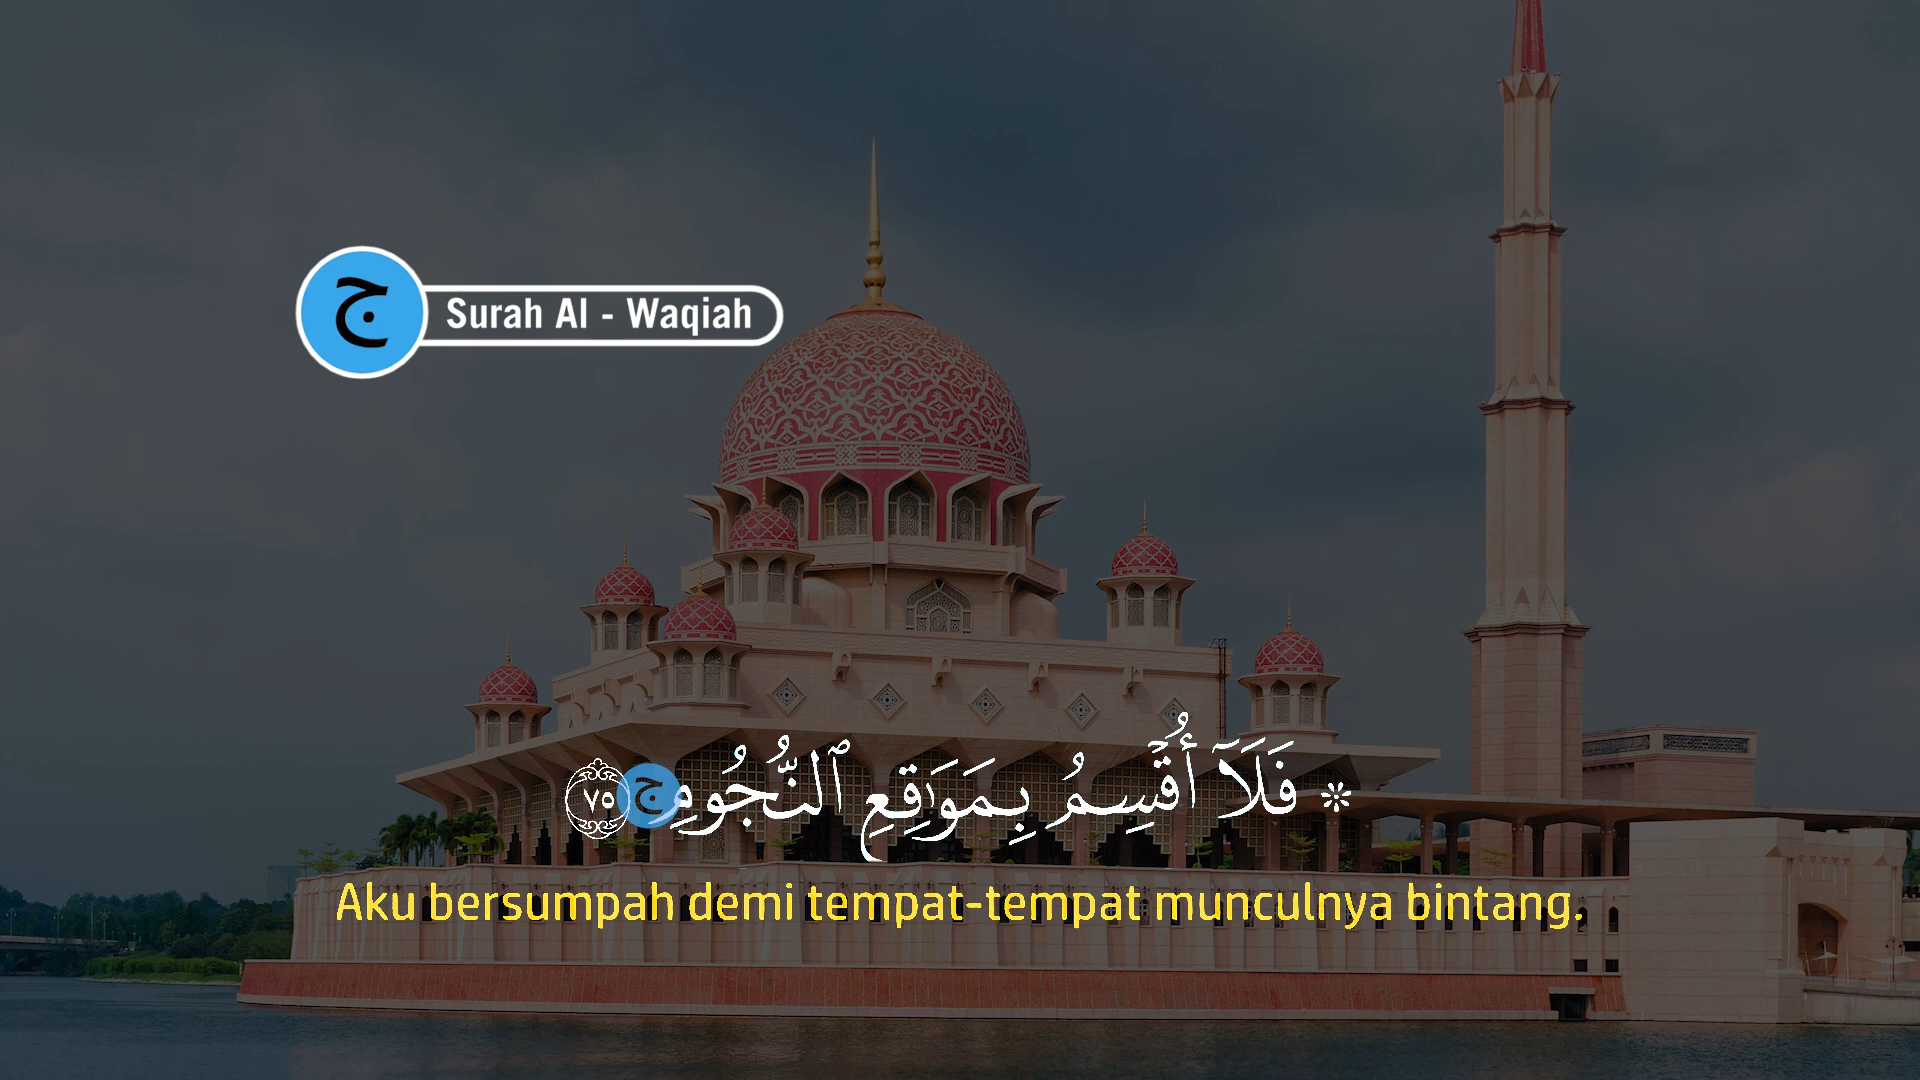 ج
Surah Al - Waqiah
۞ فَلَآ أُقْسِمُ بِمَوَٰقِعِ ٱلنُّجُومِ ج ٧٥
Aku bersumpah demi tempat-tempat munculnya bintang.